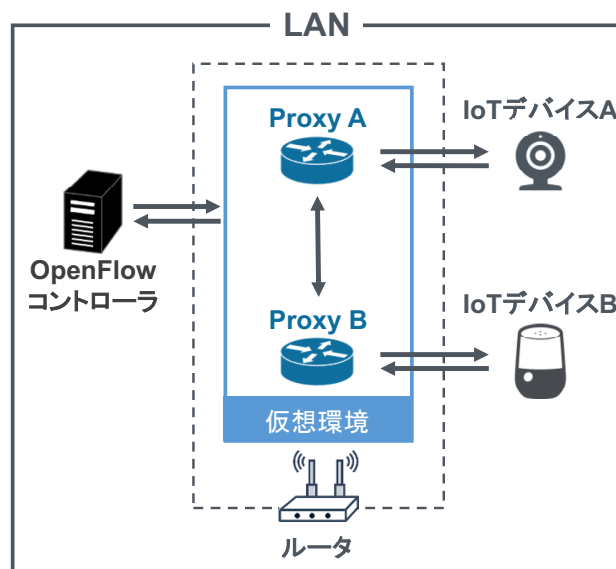 LAN
Proxy A
IoTデバイスA
OpenFlow
コントローラ
Proxy B
IoTデバイスB
仮想環境
ルータ